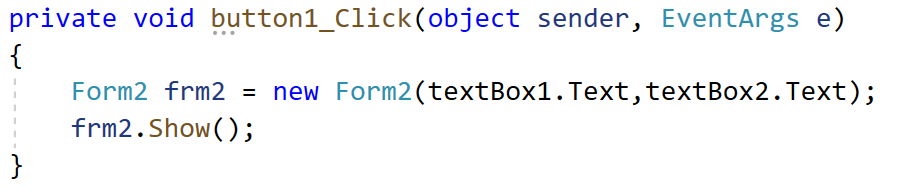 private void button1_Click(object sender, EventArgs e)
{
Form2 frm2 = new Form2(textBox1.Text,textBox2.Text);
frm2.Show();
}